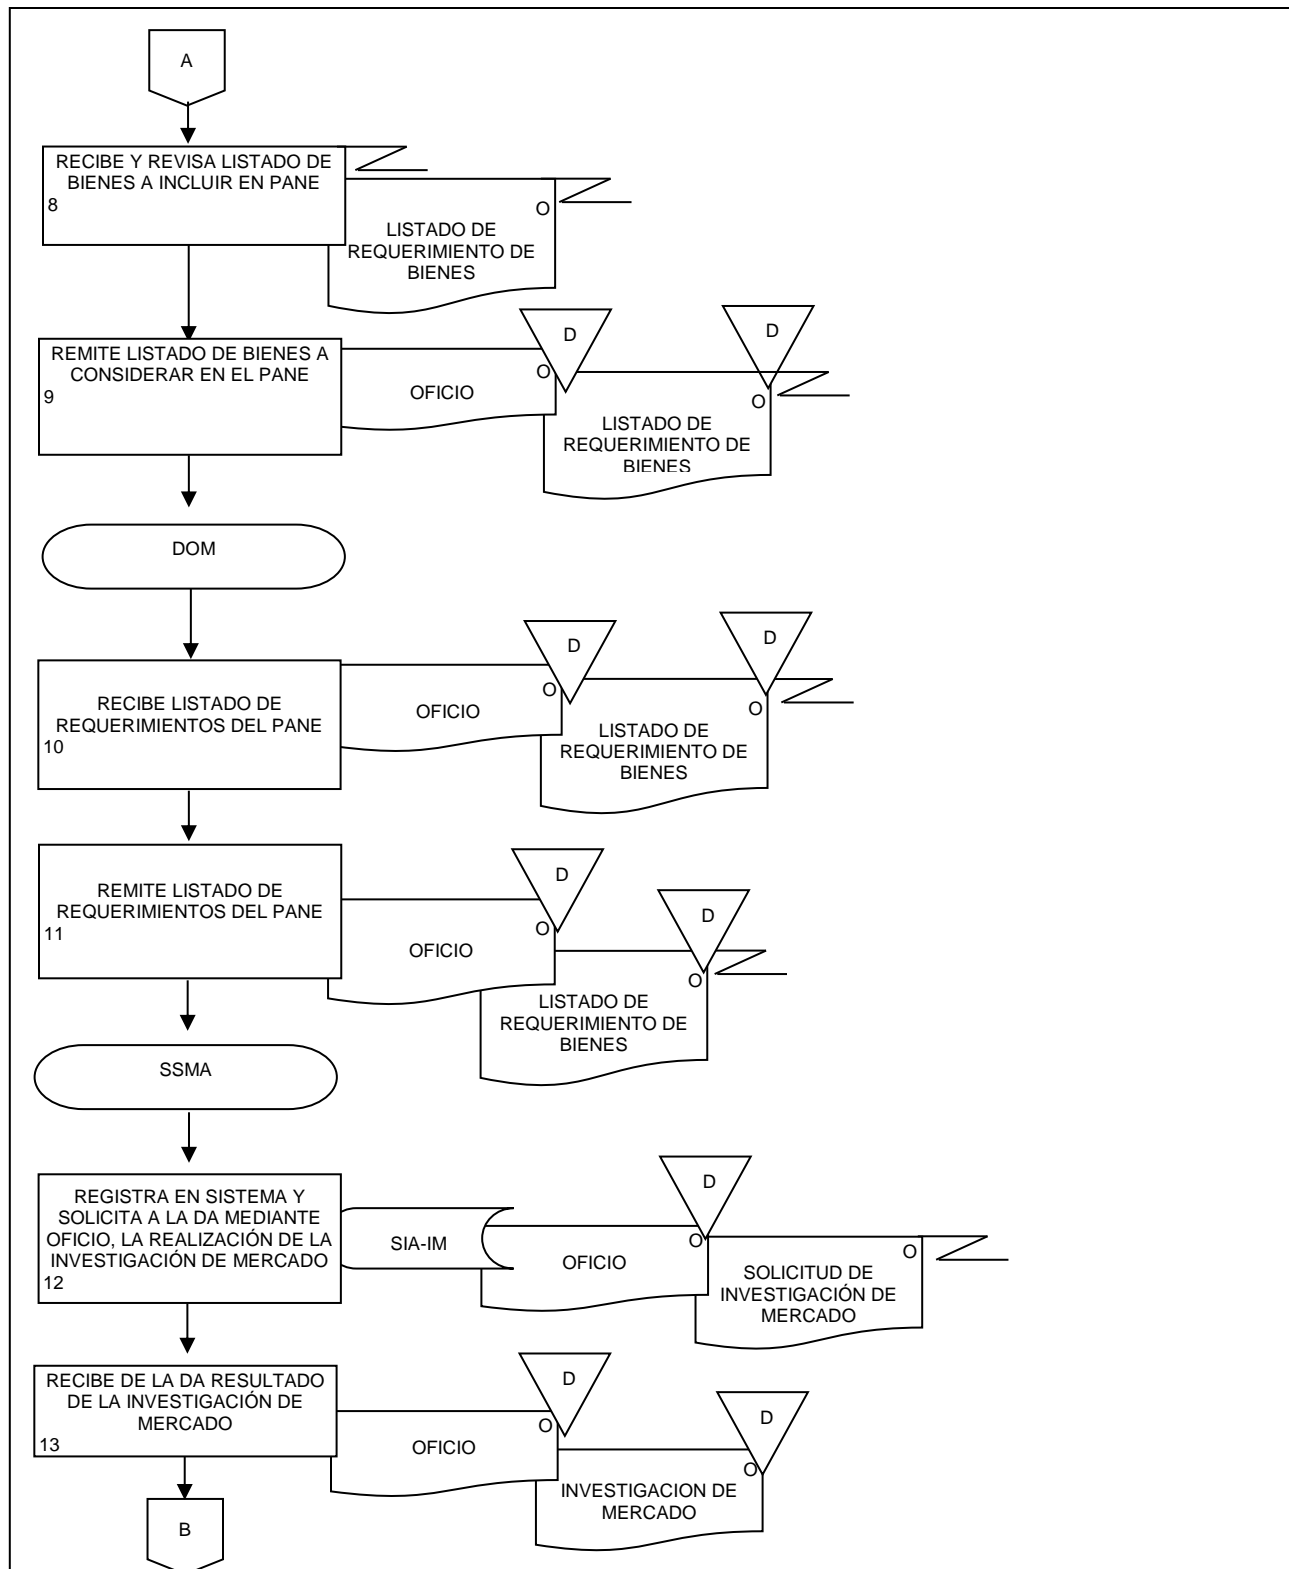 A
RECIBE Y REVISA LISTADO DE
BIENES A INCLUIR EN PANE
8
O
LISTADO DE
REQUERIMIENTO DE
BIENES
REMITE LISTADO DE BIENES A
CONSIDERAR EN EL PANE
9
D
O
OFICIO
D
O
LISTADO DE
REQUERIMIENTO DE
BIENES
DOM
RECIBE LISTADO DE
REQUERIMIENTOS DEL PANE
10
D
O
OFICIO
D
O
LISTADO DE
REQUERIMIENTO DE
BIENES
REMITE LISTADO DE
REQUERIMIENTOS DEL PANE
11
D
O
OFICIO
D
O
LISTADO DE
REQUERIMIENTO DE
BIENES
SSMA
REGISTRA EN SISTEMA Y
SOLICITA A LA DA MEDIANTE
OFICIO, LA REALIZACIÓN DE LA
INVESTIGACIÓN DE MERCADO
12
SIA-IM
D
O
OFICIO
O
SOLICITUD DE
INVESTIGACIÓN DE
MERCADO
RECIBE DE LA DA RESULTADO
DE LA INVESTIGACIÓN DE
MERCADO
13
D
O
OFICIO
D
O
INVESTIGACION DE
MERCADO
B